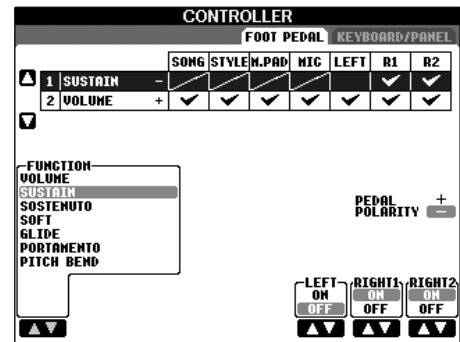 CONTROLLER
FOOT PEDAL KEYBOARD/PANEL
SONG STYLE M.PAD MIC LEFT R1 R2
1 SUSTAIN −
2 VOLUME +
FUNCTION
VOLUME
SUSTAIN
SOSTENUTO
SOFT
GLIDE
PORTAMENTO
PITCH BEND
PEDAL POLARITY + −
LEFT RIGHT1 RIGHT2
ON ON ON
OFF OFF OFF